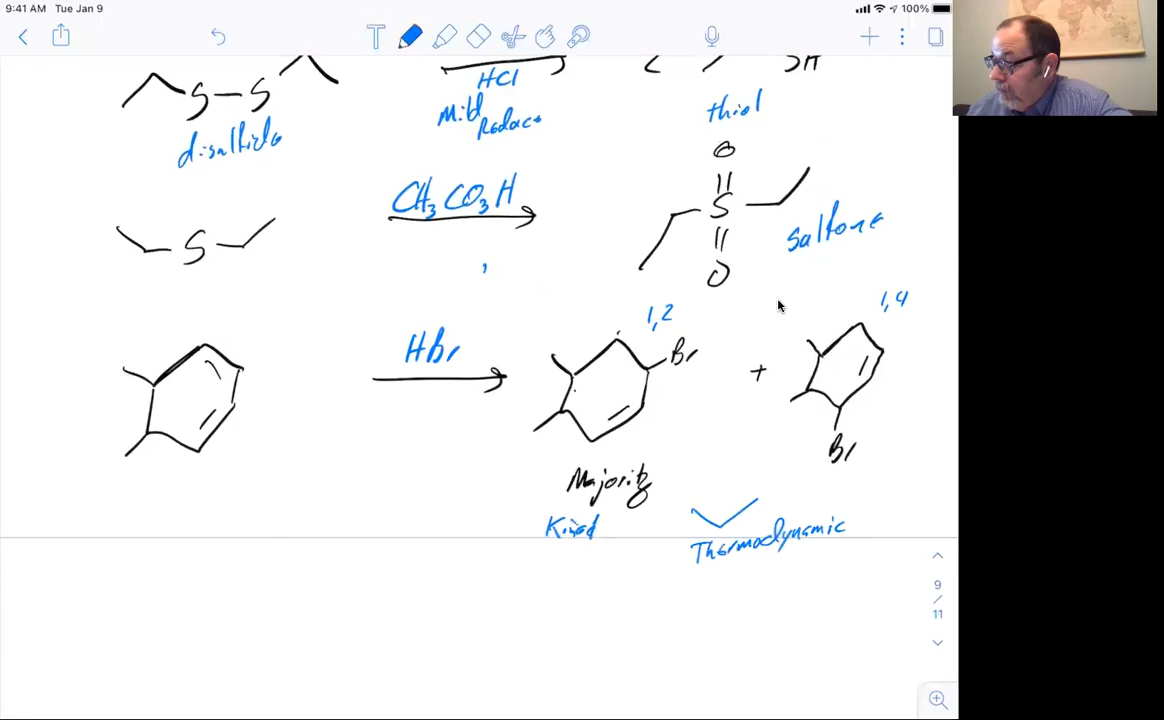 9:41 AM Tue Jan 9
100%
T
S–S
HCl
SH
Mild
Reduce
thiol
disulfide
CH3CO3H
S
O
S
O
sulfone
HBr
1,2
Br
+
1,4
Br
Majority
Kined
Thermodynamic
9
/
11